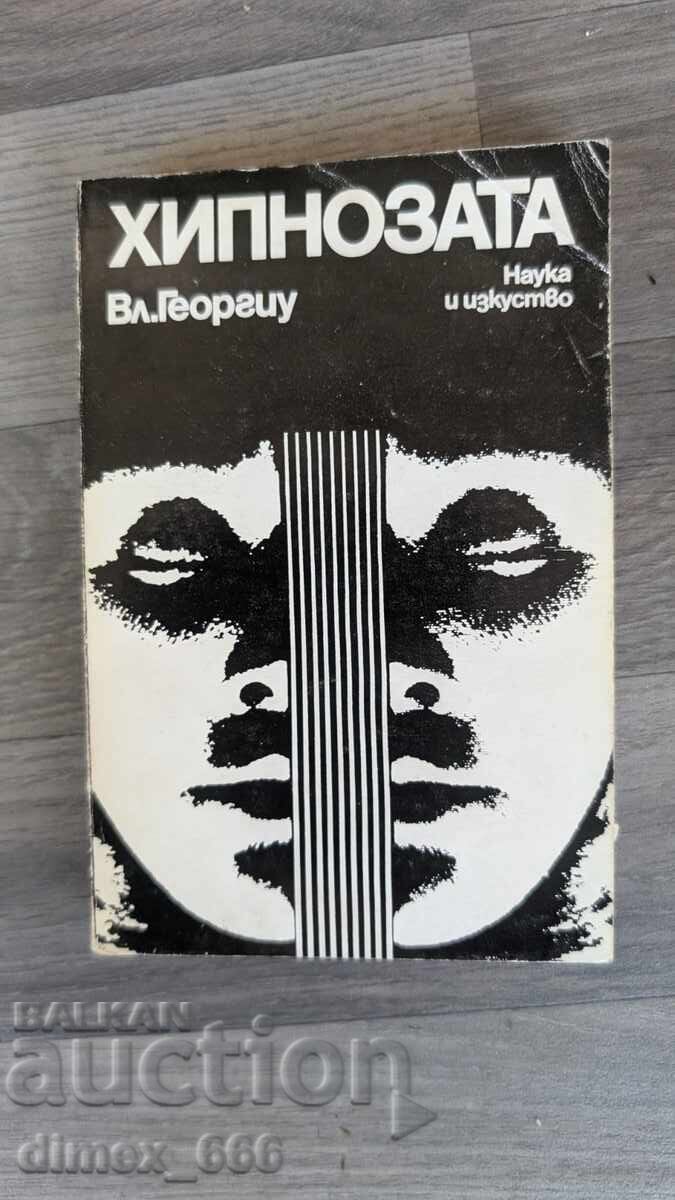 ХИПНОЗАТА
Вл.Георгиу
Наука
и изкуство
BALKAN
auction
dimex_666